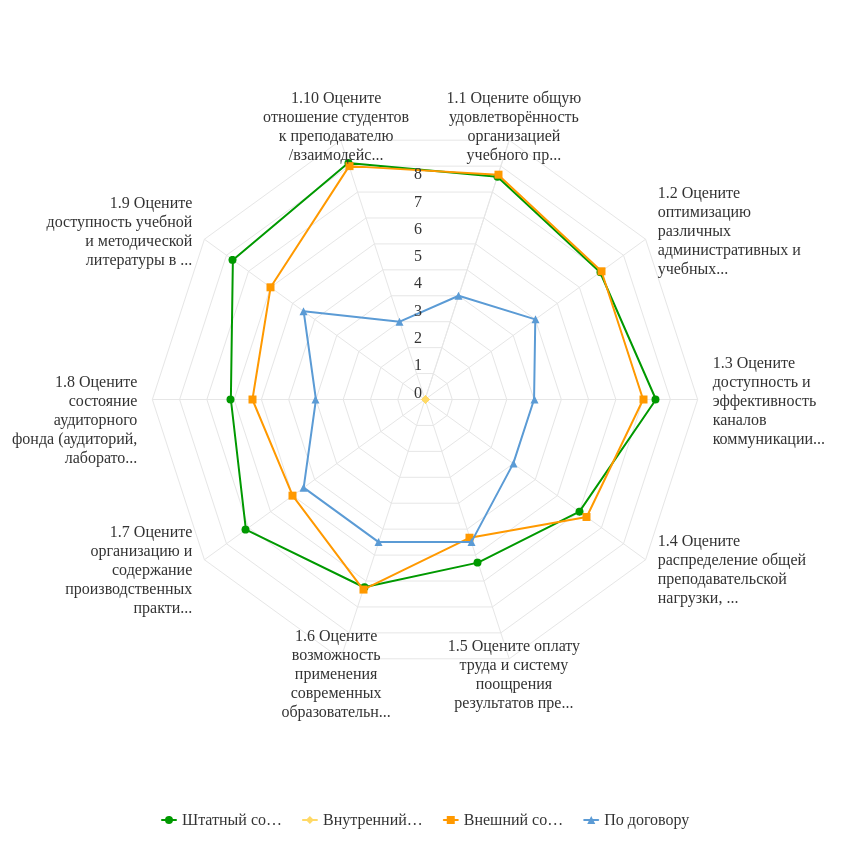 1.10 Оцените
отношение студентов
к преподавателю
/взаимодейс...
1.1 Оцените общую
удовлетворённость
организацией
учебного пр...
1.2 Оцените
оптимизацию
различных
административных и
учебных...
1.3 Оцените
доступность и
эффективность
каналов
коммуникации...
1.4 Оцените
распределение общей
преподавательской
нагрузки, ...
1.5 Оцените оплату
труда и систему
поощрения
результатов пре...
1.6 Оцените
возможность
применения
современных
образовательн...
1.7 Оцените
организацию и
содержание
производственных
практи...
1.8 Оцените
состояние
аудиторного
фонда (аудиторий,
лаборато...
1.9 Оцените
доступность учебной
и методической
литературы в ...
8
7
6
5
4
3
2
1
0
Штатный со… Внутренний… Внешний со… По договору